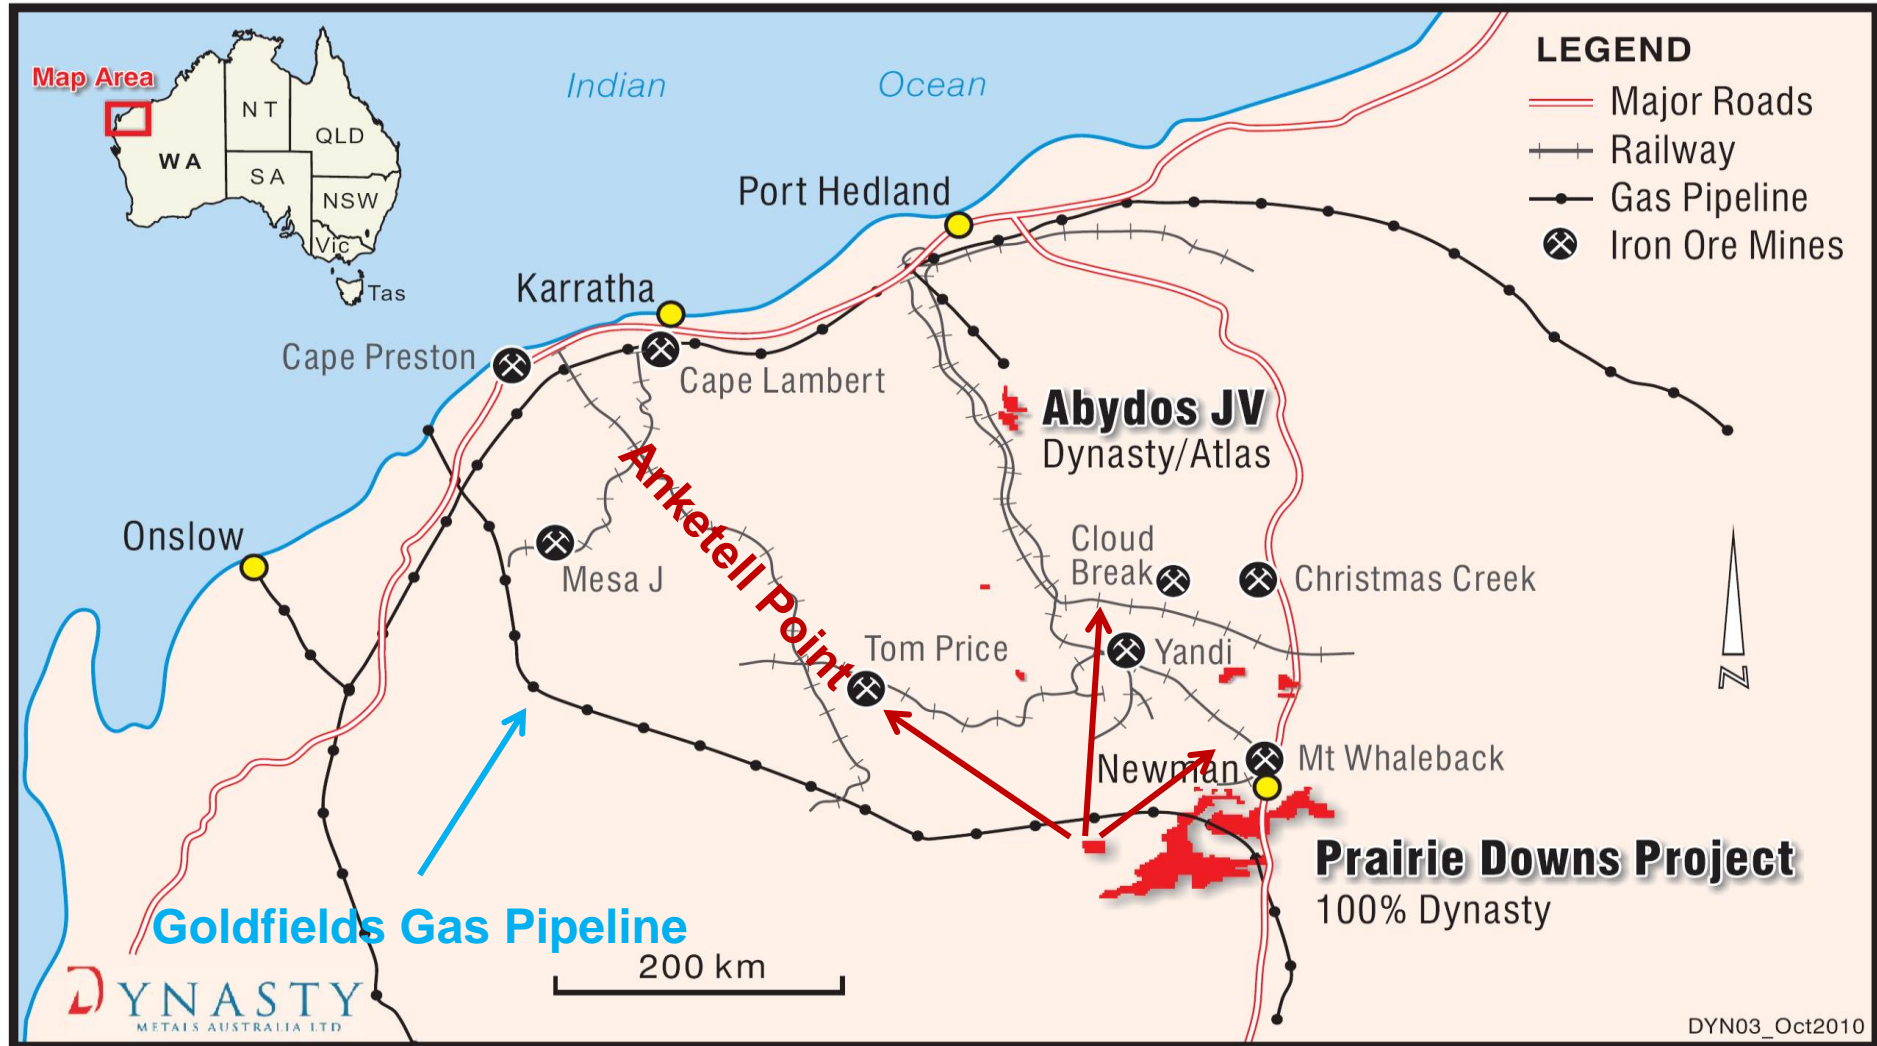 Map Area
NT
QLD
WA
SA
NSW
Vic
Tas
Indian Ocean
LEGEND
Major Roads
Railway
Gas Pipeline
Iron Ore Mines
Port Hedland
Karratha
Cape Preston
Cape Lambert
Abydos JV
Dynasty/Atlas
Anketell Point
Onslow
Mesa J
Cloud
Break
Christmas Creek
Tom Price
Yandi
N
Newman
Mt Whaleback
Prairie Downs Project
100% Dynasty
Goldfields Gas Pipeline
200 km
DYNASTY
METALS AUSTRALIA LTD
DYN03_Oct2010